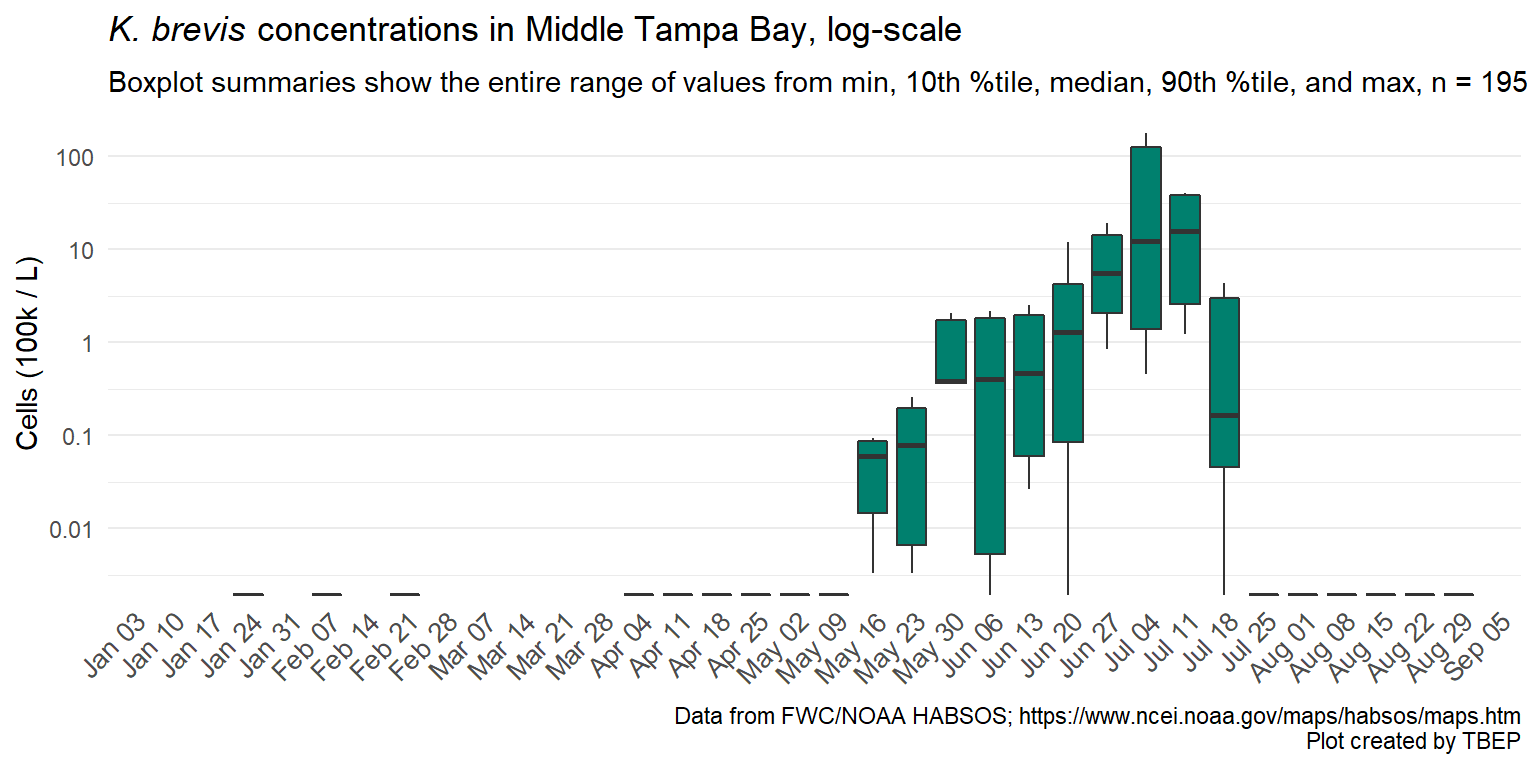 K. brevis concentrations in Middle Tampa Bay, log-scale
Boxplot summaries show the entire range of values from min, 10th %tile, median, 90th %tile, and max, n = 195
Cells (100k / L)
100
10
1
0.1
0.01
Jan 03
Jan 10
Jan 17
Jan 24
Jan 31
Feb 07
Feb 14
Feb 21
Feb 28
Mar 07
Mar 14
Mar 21
Mar 28
Apr 04
Apr 11
Apr 18
Apr 25
May 02
May 09
May 16
May 23
May 30
Jun 06
Jun 13
Jun 20
Jun 27
Jul 04
Jul 11
Jul 18
Jul 25
Aug 01
Aug 08
Aug 15
Aug 22
Aug 29
Sep 05
Data from FWC/NOAA HABSOS; https://www.ncei.noaa.gov/maps/habsos/maps.htm
Plot created by TBEP